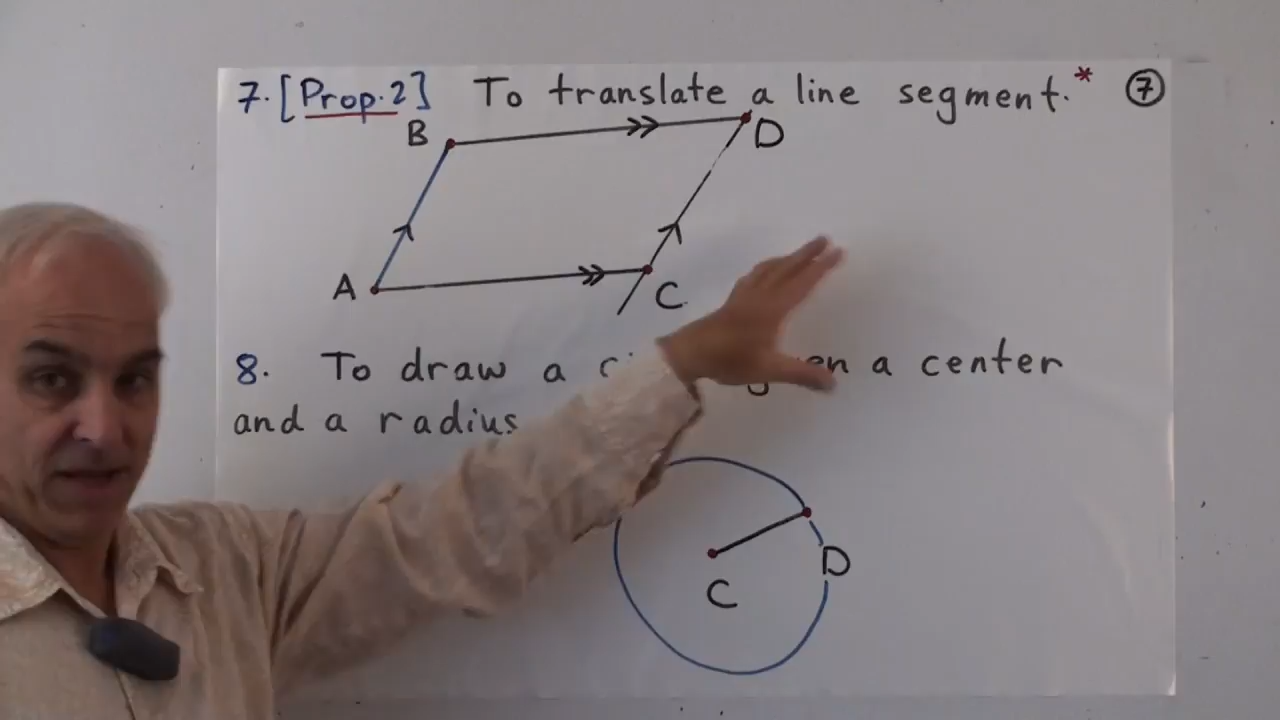 7. [Prop. 2] To translate a line segment.* ⑦
B
D
A
C
8. To draw a a center
and a radius
D
C